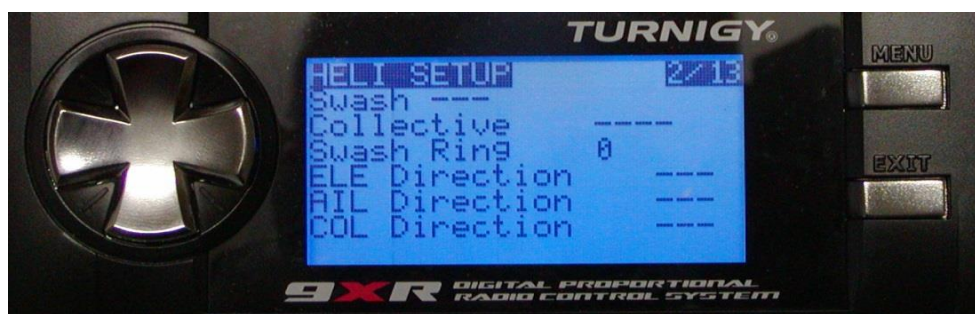 TURNIGY®
MENU
HELI SETUP 2/13
Swash ---
Collective ----
Swash Ring 0
ELE Direction ---
AIL Direction ---
COL Direction ---
EXIT
9XR DIGITAL PROPORTIONAL
RADIO CONTROL SYSTEM